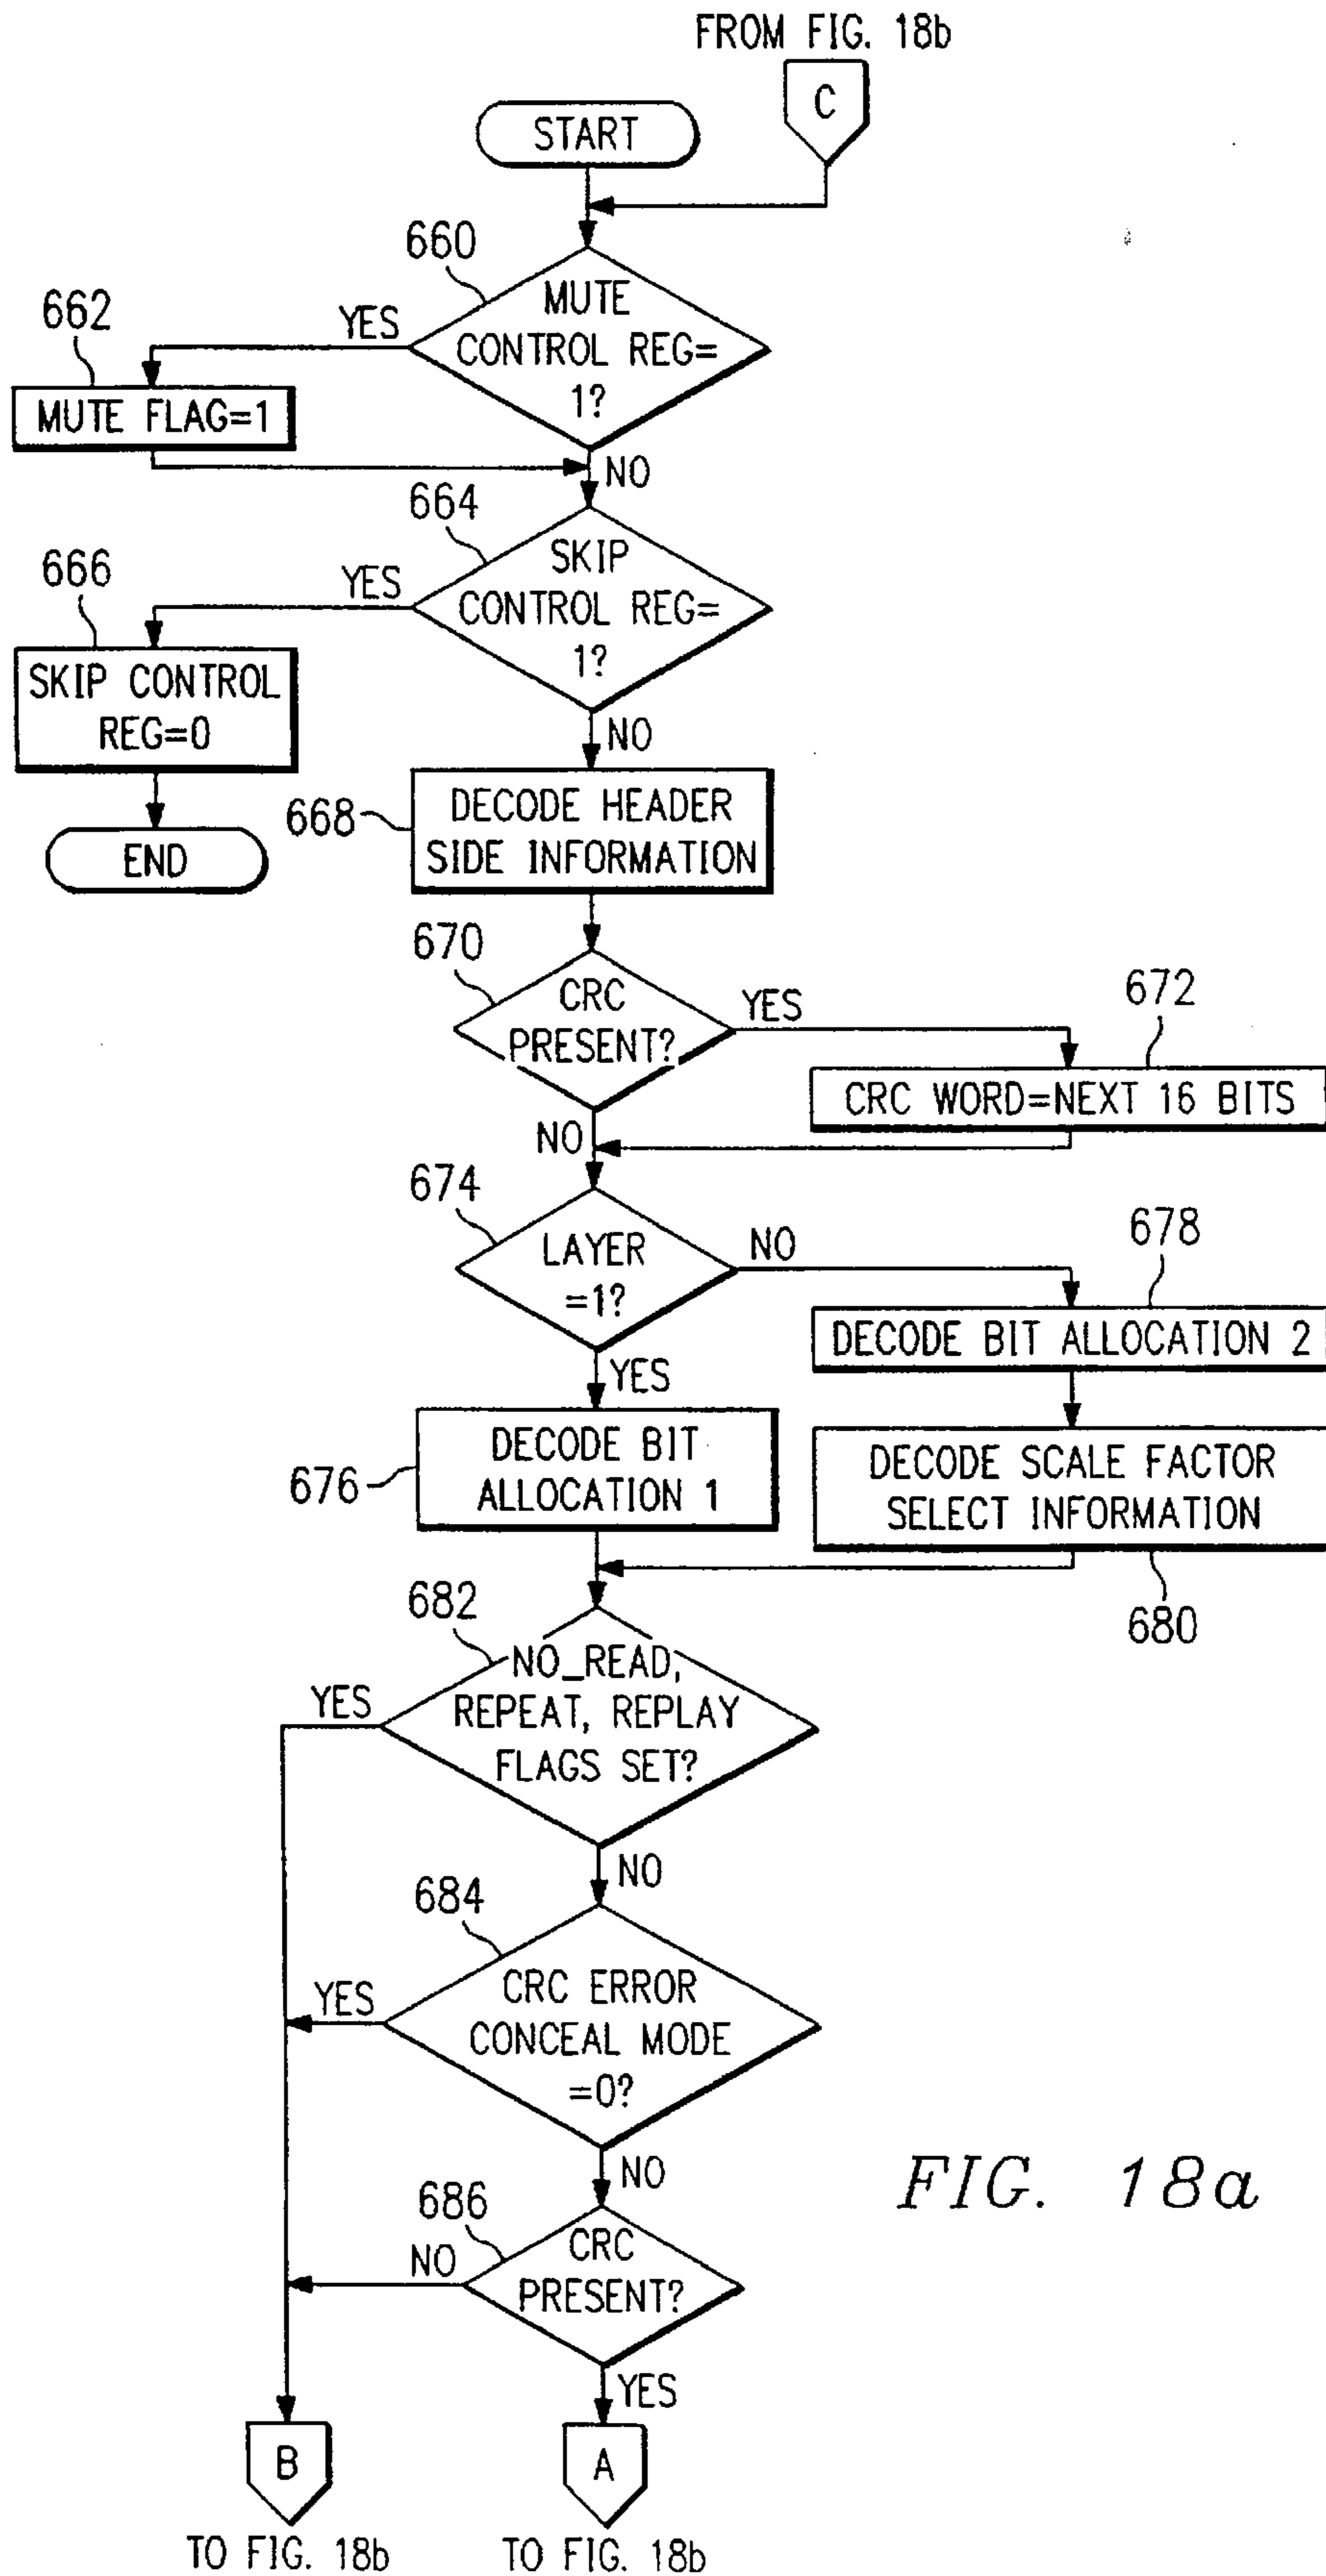 FROM FIG. 18b
C
START
660
MUTE
CONTROL REG=
1?
YES
662
MUTE FLAG=1
NO
664
SKIP
CONTROL REG=
1?
YES
666
SKIP CONTROL
REG=0
END
NO
668
DECODE HEADER
SIDE INFORMATION
670
CRC
PRESENT?
YES
672
CRC WORD=NEXT 16 BITS
NO
674
LAYER
=1?
NO
678
DECODE BIT ALLOCATION 2
YES
676
DECODE BIT
ALLOCATION 1
DECODE SCALE FACTOR
SELECT INFORMATION
680
682
NO_READ,
REPEAT, REPLAY
FLAGS SET?
YES
NO
684
CRC ERROR
CONCEAL MODE
=0?
YES
NO
686
CRC
PRESENT?
NO
YES
FIG. 18a
B
A
TO FIG. 18b
TO FIG. 18b